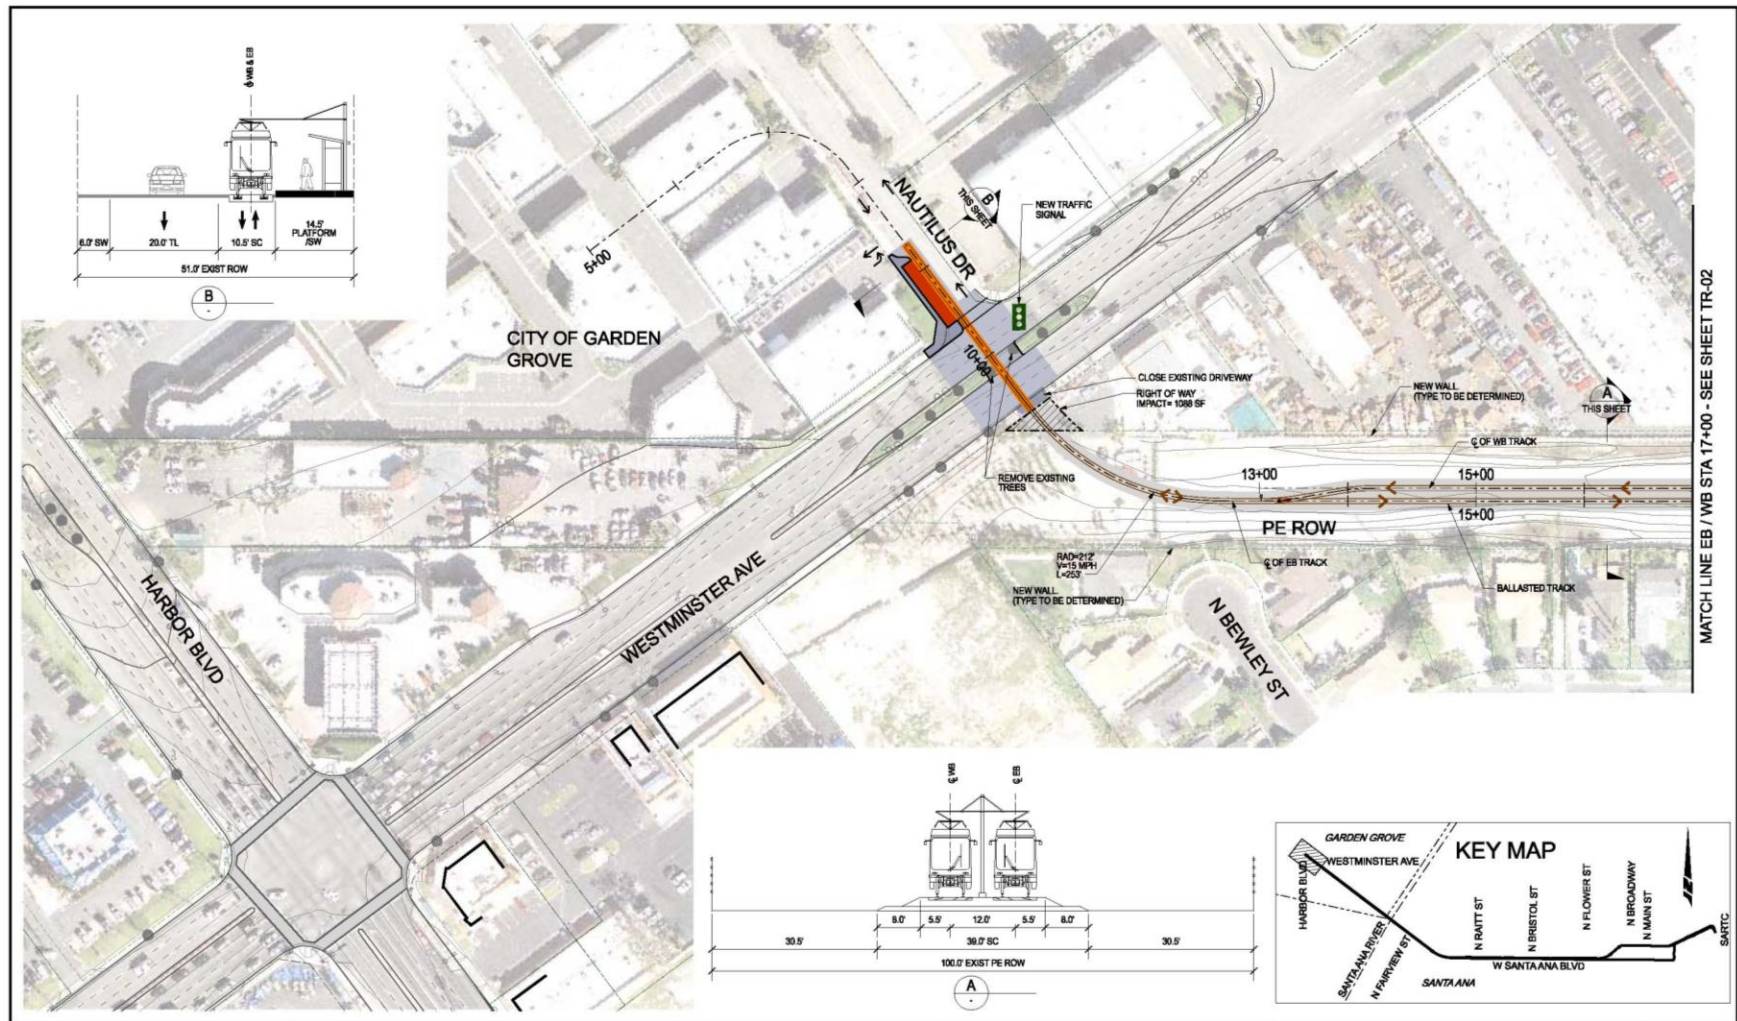 ℄ WB & EB
6.0' SW
20.0' TL
10.5' SC
14.5'
PLATFORM
/SW
51.0' EXIST ROW
B
-
5+00
CITY OF GARDEN
GROVE
NAUTILUS DR
B
THIS SHEET
NEW TRAFFIC
SIGNAL
10+00
CLOSE EXISTING DRIVEWAY
RIGHT OF WAY
IMPACT= 1088 SF
REMOVE EXISTING
TREES
NEW WALL
(TYPE TO BE DETERMINED)
A
THIS SHEET
℄ OF WB TRACK
13+00
15+00
15+00
PE ROW
RAD=212'
V=15 MPH
L=253'
℄ OF EB TRACK
BALLASTED TRACK
NEW WALL
(TYPE TO BE DETERMINED)
N BEWLEY ST
HARBOR BLVD
WESTMINSTER AVE
MATCH LINE EB / WB STA 17+00 - SEE SHEET TR-02
℄ WB
℄ EB
8.0'
5.5'
12.0'
5.5'
8.0'
30.5'
39.0' SC
30.5'
100.0' EXIST PE ROW
A
-
KEY MAP
GARDEN GROVE
WESTMINSTER AVE
HARBOR BLVD
SANTA ANA RIVER
N FAIRVIEW ST
N RAITT ST
N BRISTOL ST
N FLOWER ST
N BROADWAY
N MAIN ST
SARTC
W SANTA ANA BLVD
SANTA ANA